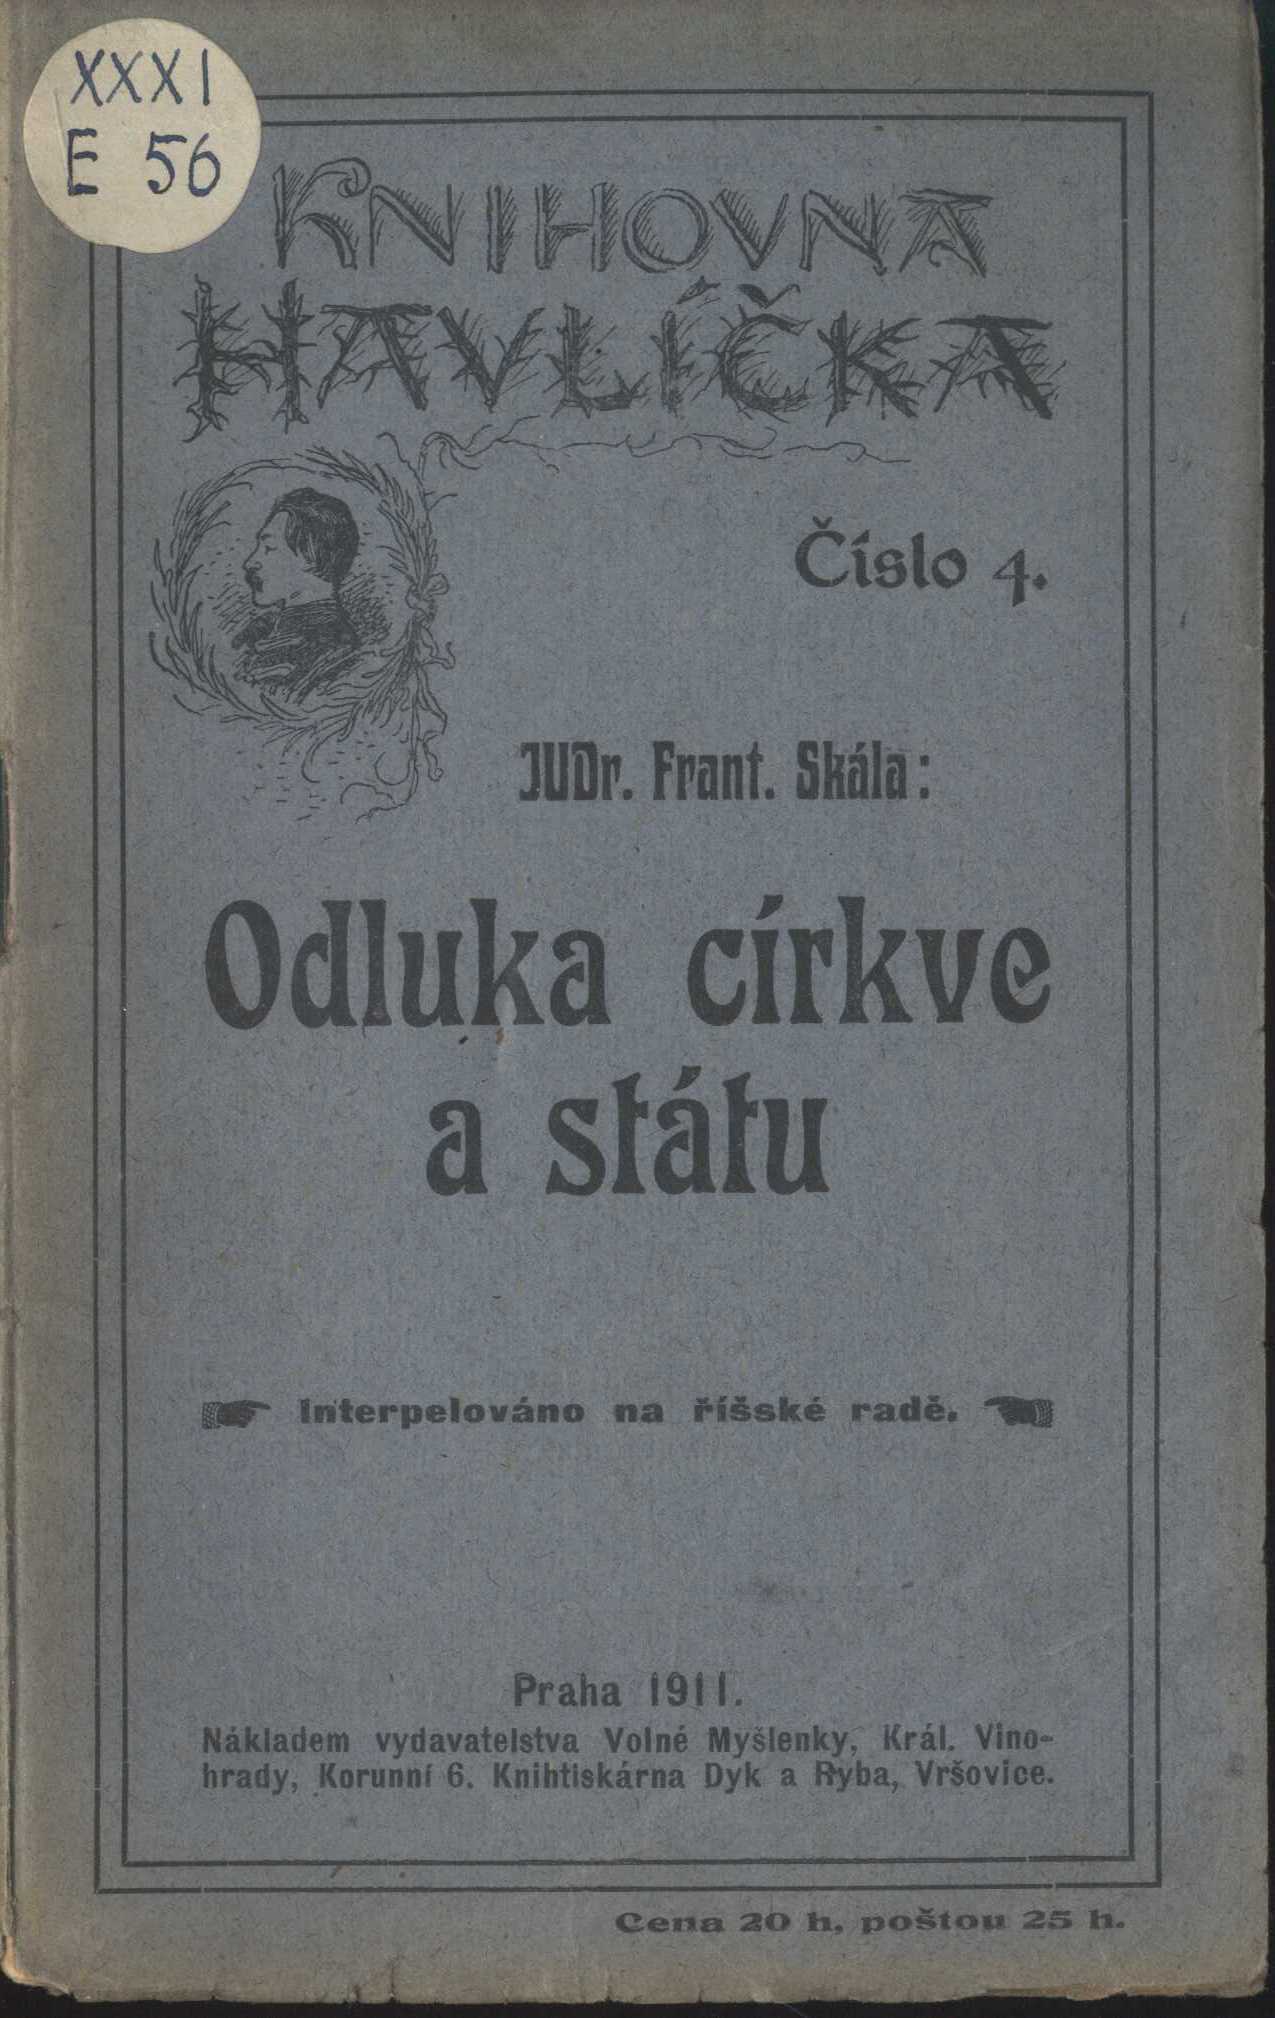 XXXI
E 56
KNIHOVNA
HAVLÍČKA
Číslo 4.
JUDr. Frant. Skála:
Odluka církve
a státu
Interpelováno na říšské radě.
Praha 1911.
Nákladem vydavatelstva Volné Myšlenky, Král. Vino-
hrady, Korunní 6. Knihtiskárna Dyk a Ryba, Vršovice.
Cena 20 h, poštou 25 h.